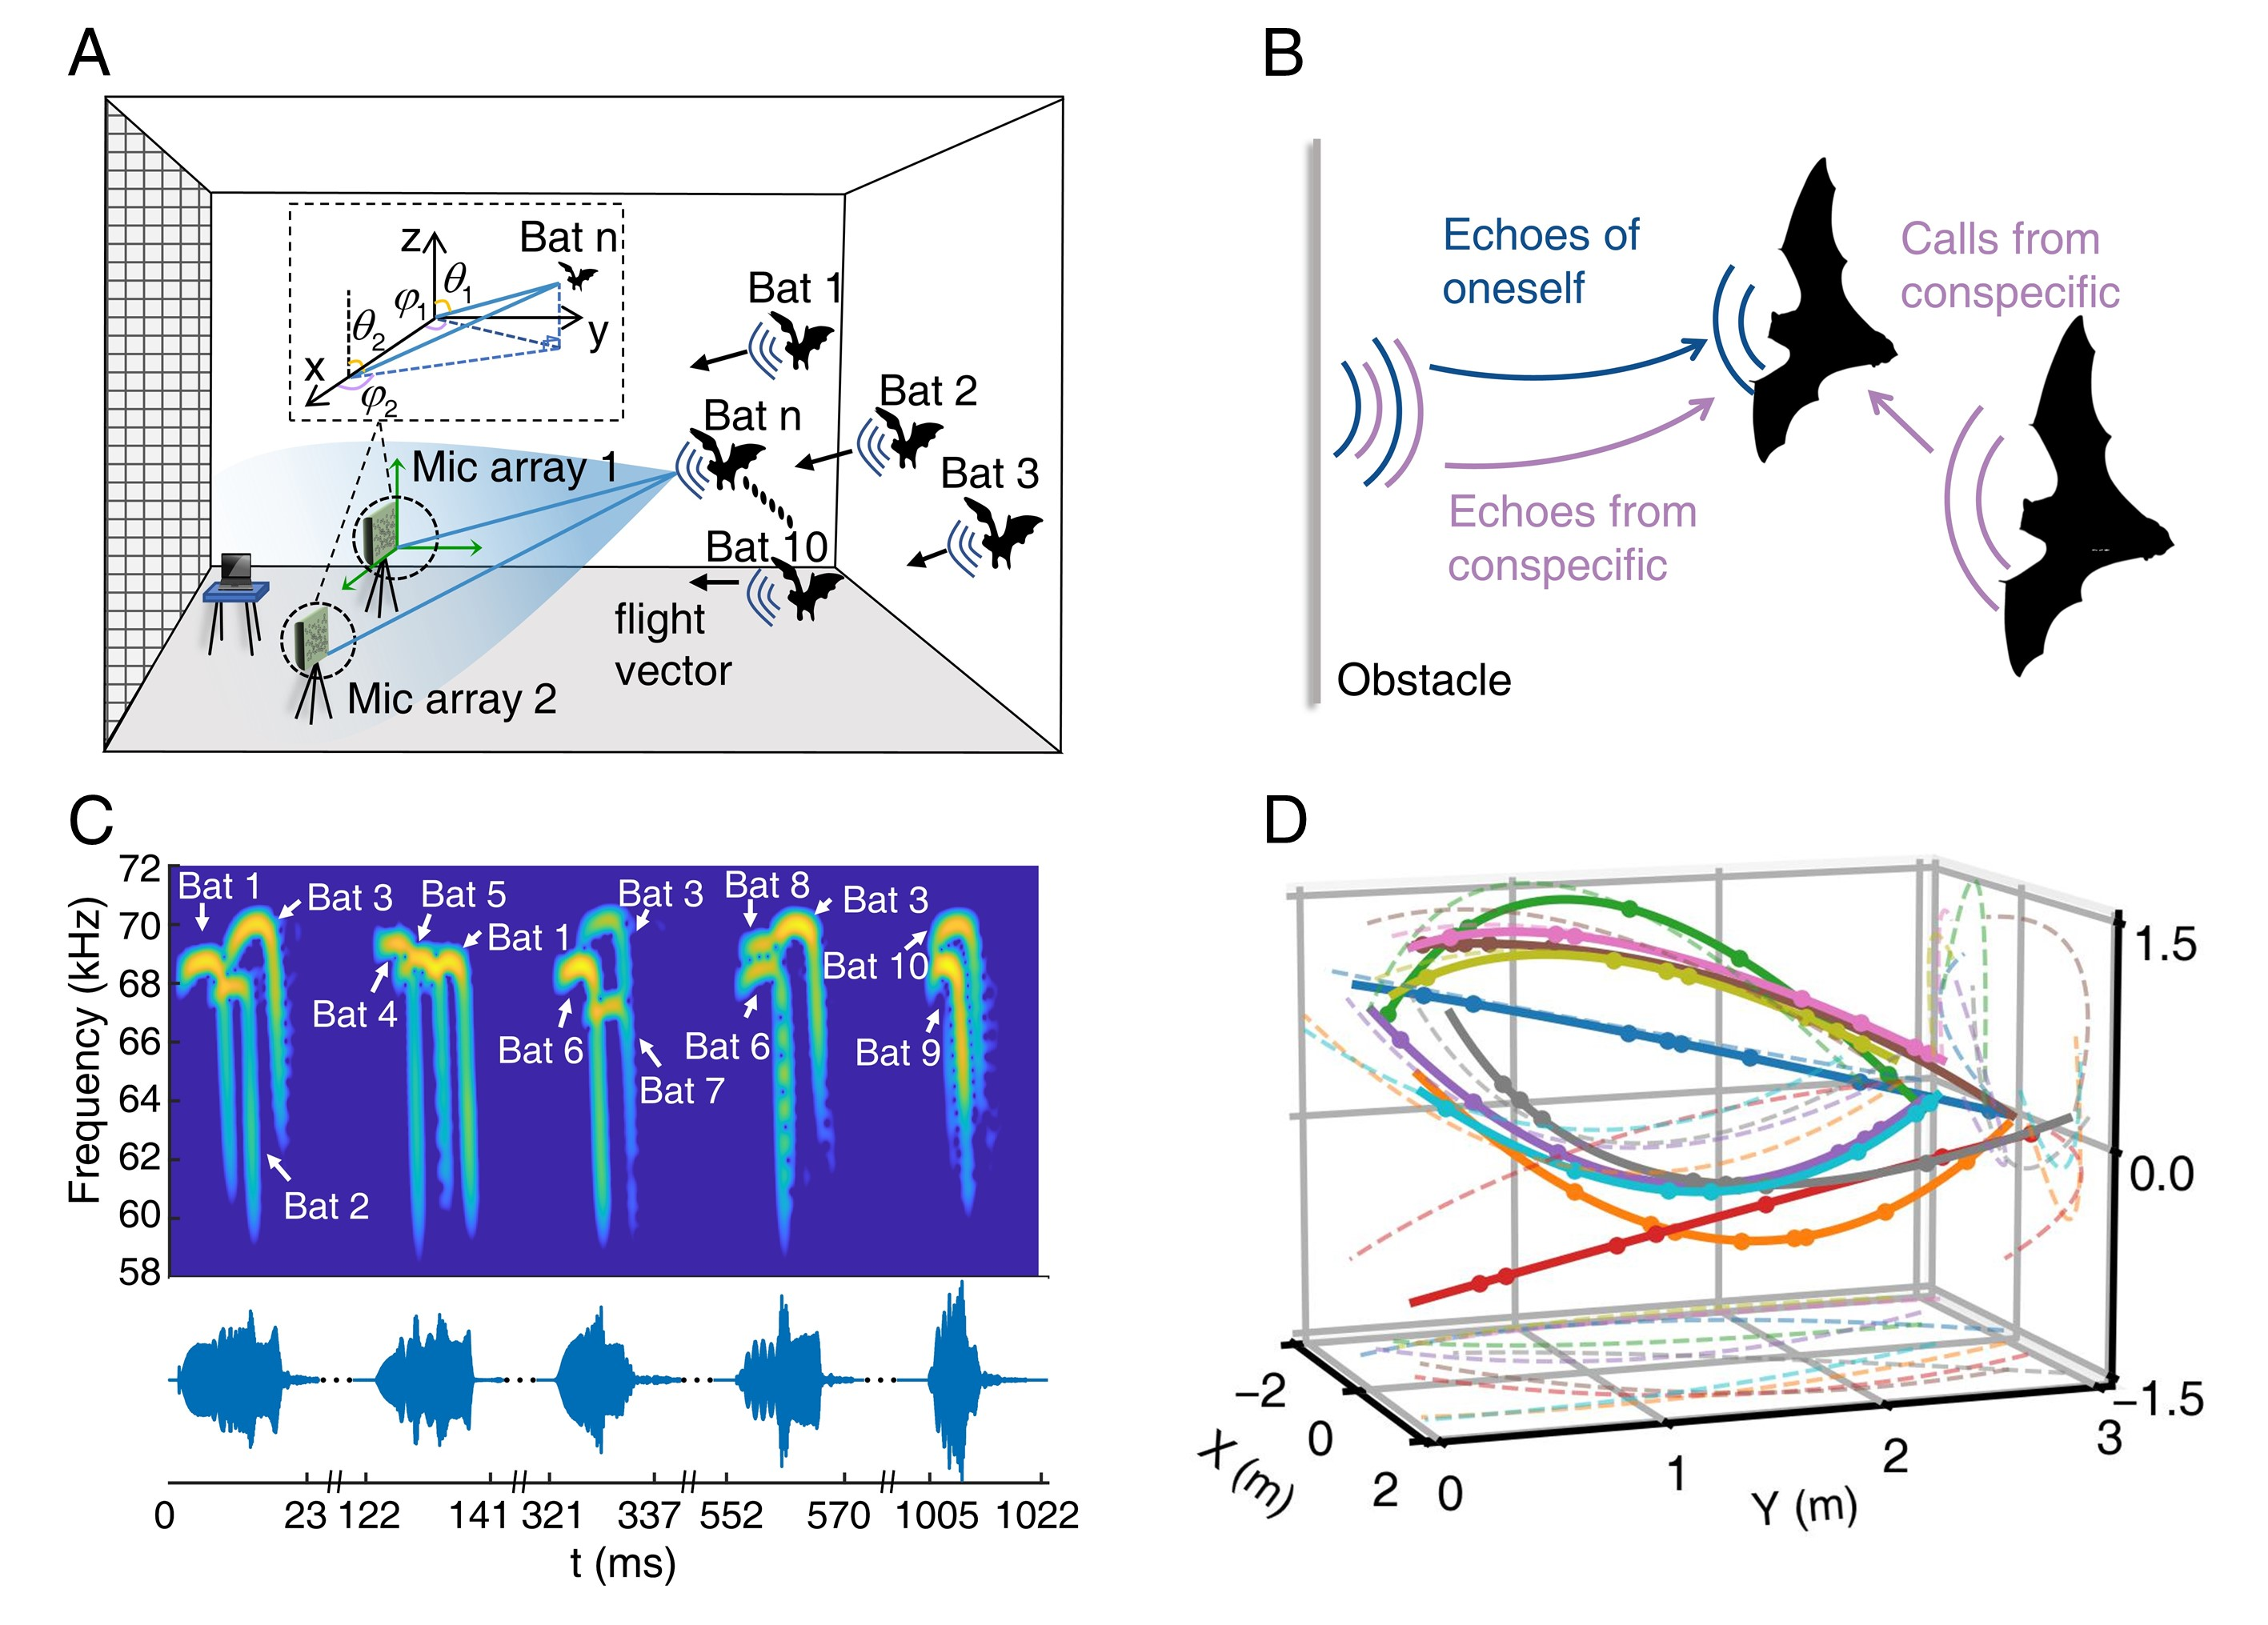 A
z
Bat n
θ1
φ1
θ2
y
x
φ2
Bat 1
Bat 2
Bat n
Bat 3
Mic array 1
Bat 10
flight
vector
Mic array 2
B
Echoes of
oneself
Calls from
conspecific
Echoes from
conspecific
Obstacle
C
Frequency (kHz)
72
70
68
66
64
62
60
58
Bat 1
Bat 3
Bat 2
Bat 5
Bat 1
Bat 4
Bat 3
Bat 6
Bat 7
Bat 8
Bat 3
Bat 6
Bat 10
Bat 9
0 23 122 141 321 337 552 570 1005 1022
t (ms)
D
1.5
0.0
−1.5
−2
0
2
X (m)
0
1
2
3
Y (m)